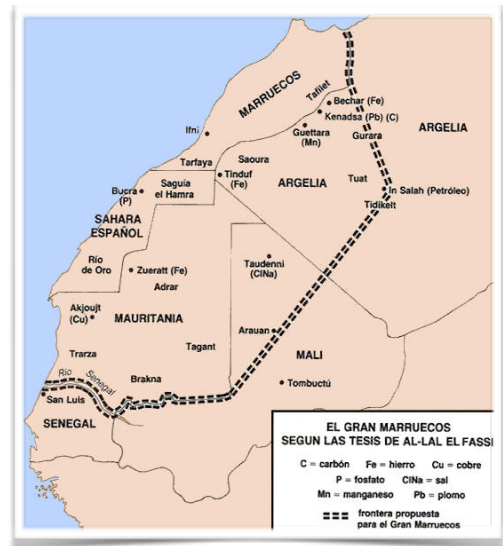 MARRUECOS
Tafilet
Bechar (Fe)
Kenadsa (Pb) (C)
Guettara
(Mn)
Gurara
ARGELIA
Ifni
Tarfaya
Saoura
Tinduf
(Fe)
ARGELIA
Tuat
In Salah (Petróleo)
Tidikelt
Bucra
(P)
Saguía
el Hamra
SAHARA
ESPAÑOL
Río
de Oro
Zueratt (Fe)
Adrar
Taudenni
(ClNa)
Akjoujt
(Cu)
MAURITANIA
Arauan
Trarza
Tagant
MALI
Río Senegal
Brakna
Tombuctú
San Luis
SENEGAL
EL GRAN MARRUECOS
SEGUN LAS TESIS DE AL-LAL EL FASSI
C = carbón Fe = hierro Cu = cobre
P = fosfato ClNa = sal
Mn = manganeso Pb = plomo
frontera propuesta
para el Gran Marruecos